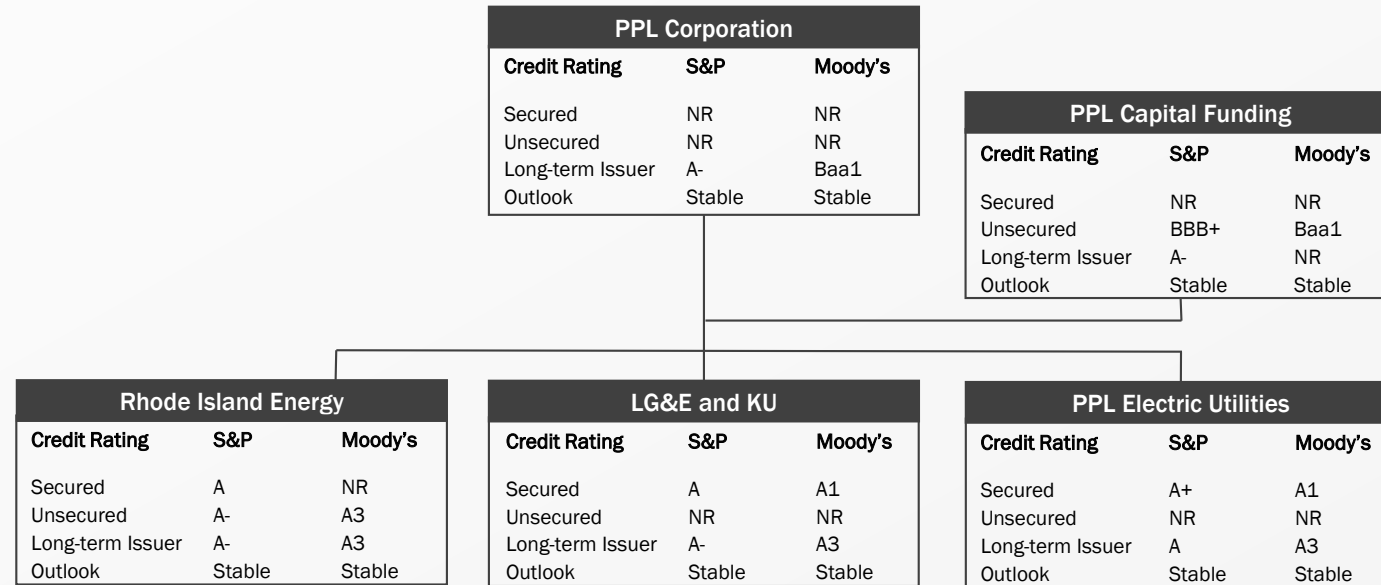 PPL Corporation
Credit Rating S&P Moody's
Secured NR NR
Unsecured NR NR
Long-term Issuer A- Baa1
Outlook Stable Stable
PPL Capital Funding
Credit Rating S&P Moody's
Secured NR NR
Unsecured BBB+ Baa1
Long-term Issuer A- NR
Outlook Stable Stable
Rhode Island Energy
Credit Rating S&P Moody's
Secured A NR
Unsecured A- A3
Long-term Issuer A- A3
Outlook Stable Stable
LG&E and KU
Credit Rating S&P Moody's
Secured A A1
Unsecured NR NR
Long-term Issuer A- A3
Outlook Stable Stable
PPL Electric Utilities
Credit Rating S&P Moody's
Secured A+ A1
Unsecured NR NR
Long-term Issuer A A3
Outlook Stable Stable